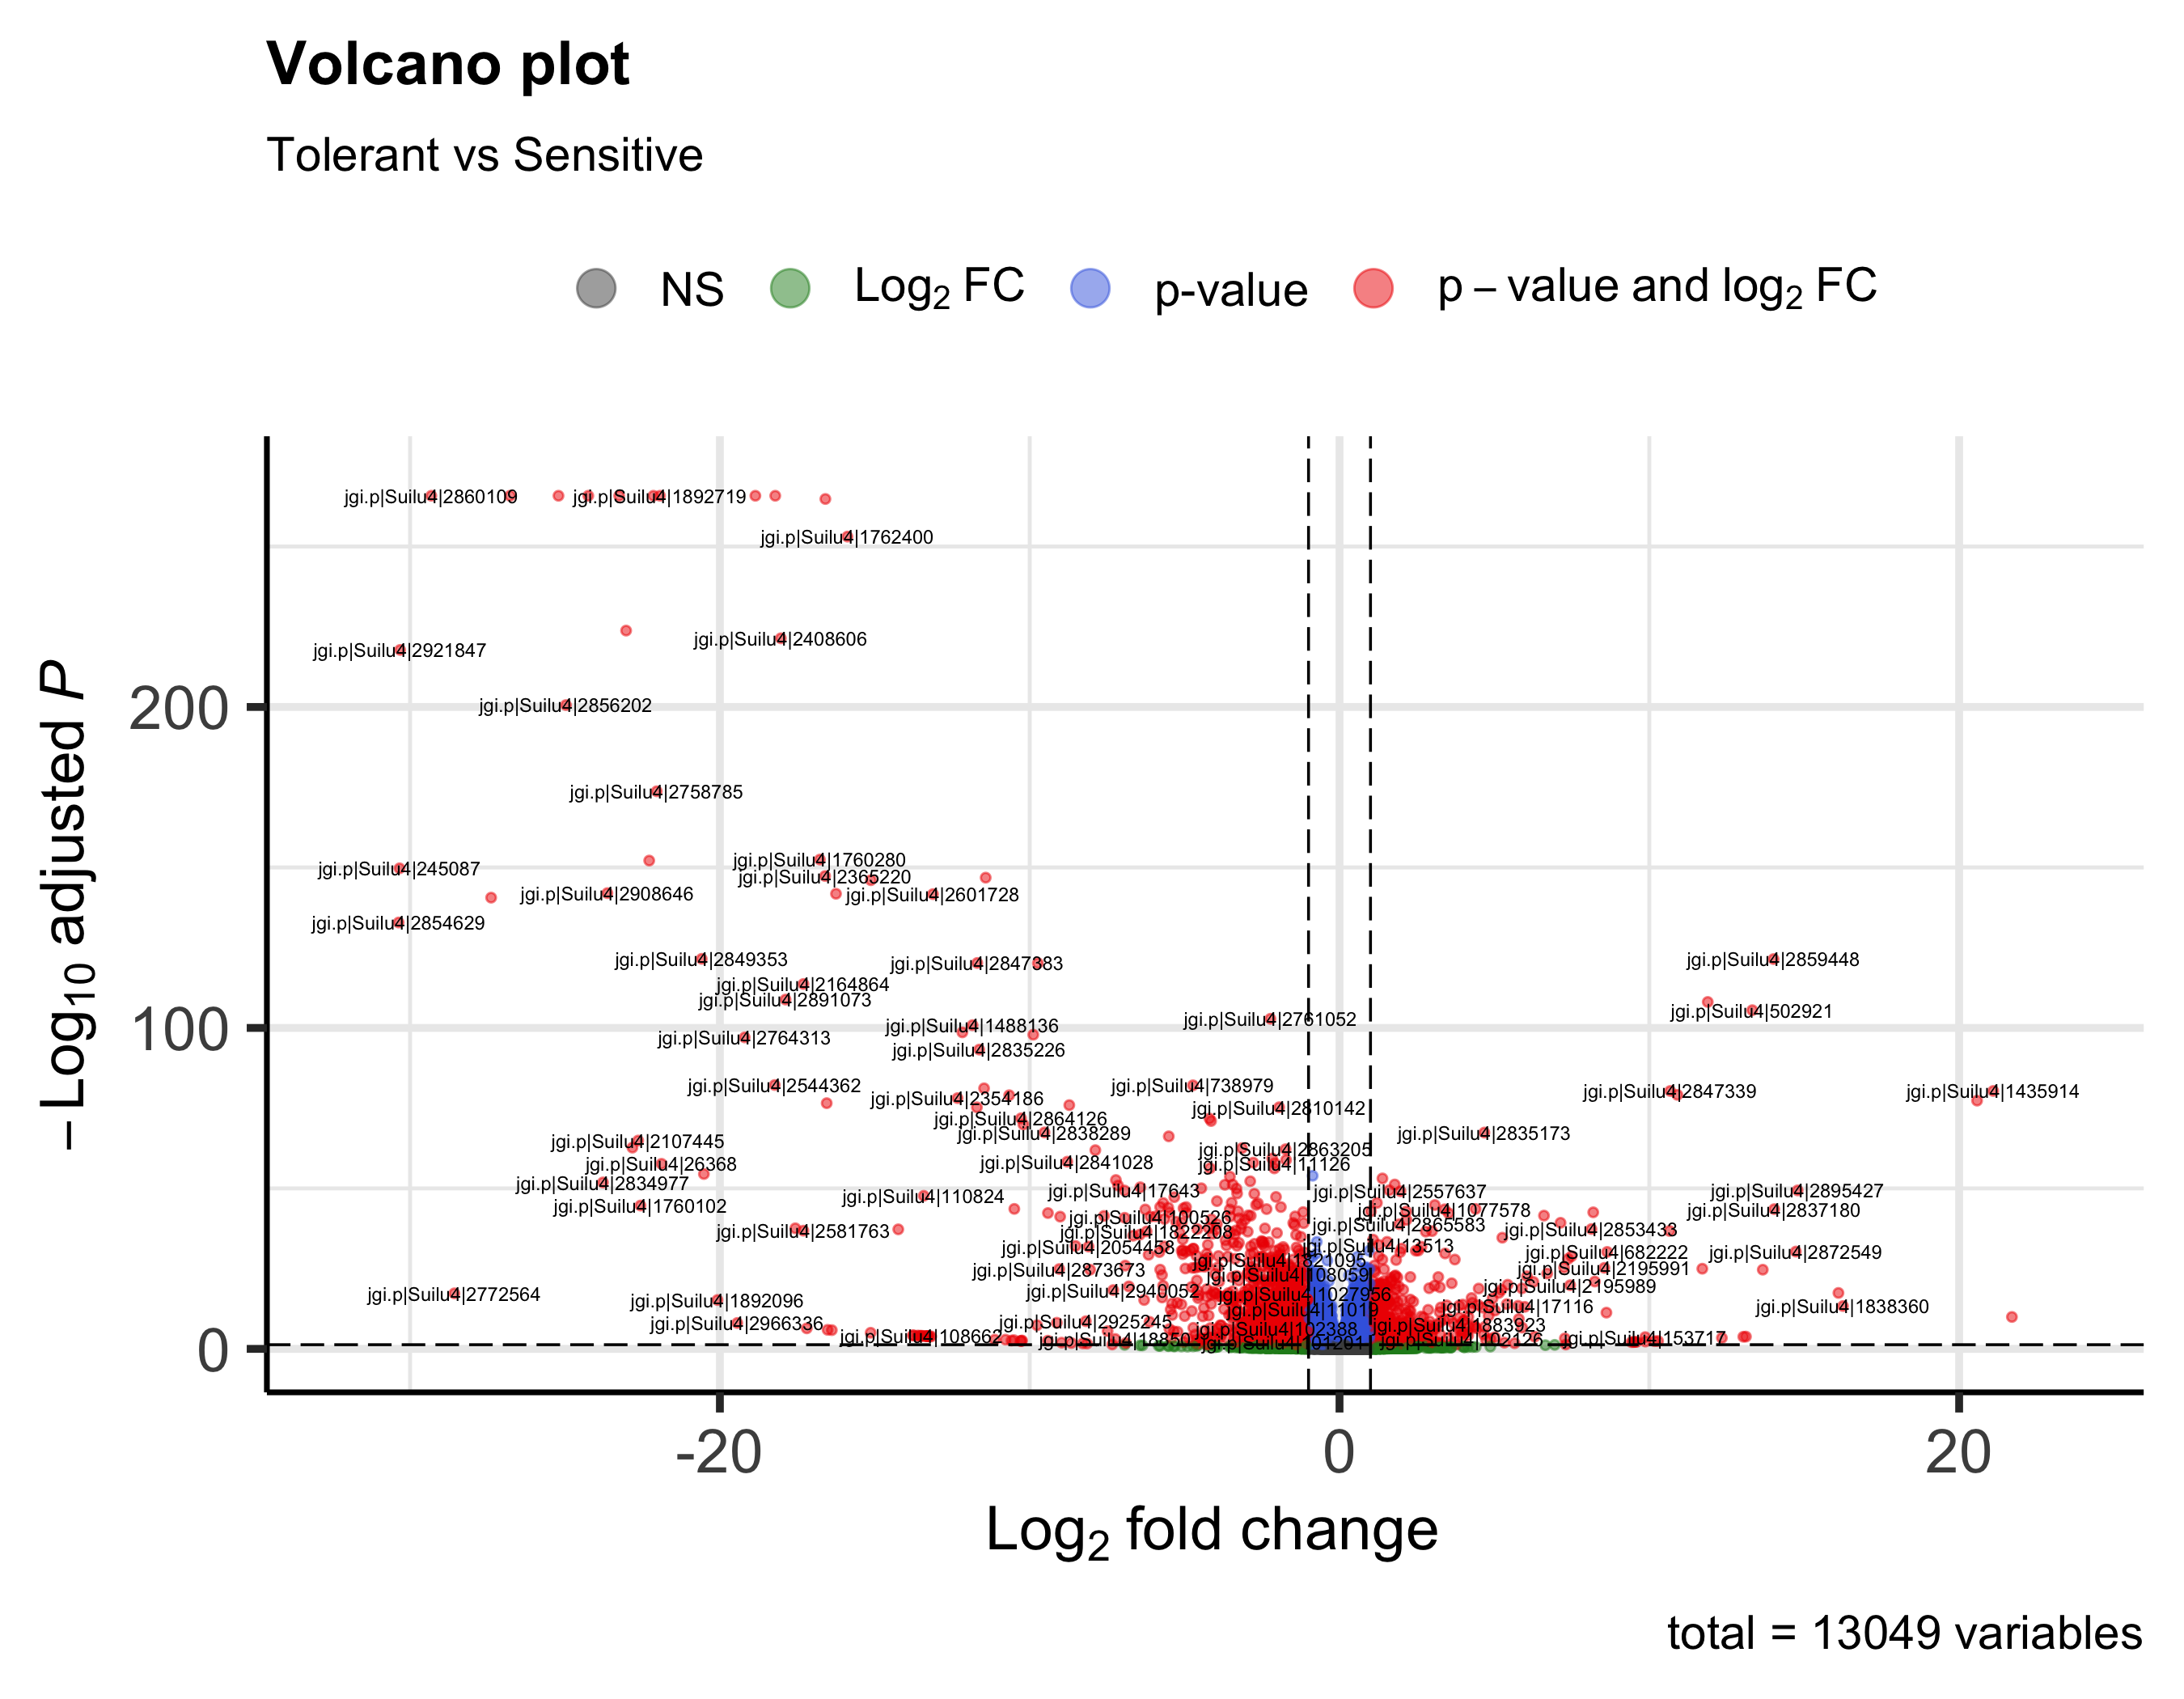 Volcano plot
Tolerant vs Sensitive
NS
Log2 FC
p-value
p – value and log2 FC
jgi.p|Suilu4|2860109
jgi.p|Suilu4|1892719
jgi.p|Suilu4|1762400
jgi.p|Suilu4|2408606
jgi.p|Suilu4|2921847
jgi.p|Suilu4|2856202
jgi.p|Suilu4|2758785
jgi.p|Suilu4|1760280
jgi.p|Suilu4|245087
jgi.p|Suilu4|2365220
jgi.p|Suilu4|2908646
jgi.p|Suilu4|2601728
jgi.p|Suilu4|2854629
jgi.p|Suilu4|2849353
jgi.p|Suilu4|2847383
jgi.p|Suilu4|2859448
jgi.p|Suilu4|2164864
jgi.p|Suilu4|2891073
jgi.p|Suilu4|502921
jgi.p|Suilu4|2761052
jgi.p|Suilu4|1488136
jgi.p|Suilu4|2764313
jgi.p|Suilu4|2835226
jgi.p|Suilu4|2544362
jgi.p|Suilu4|738979
jgi.p|Suilu4|2847339
jgi.p|Suilu4|1435914
jgi.p|Suilu4|2354186
jgi.p|Suilu4|2810142
jgi.p|Suilu4|2864126
jgi.p|Suilu4|2838289
jgi.p|Suilu4|2835173
jgi.p|Suilu4|2107445
jgi.p|Suilu4|2863205
jgi.p|Suilu4|26368
jgi.p|Suilu4|2841028
jgi.p|Suilu4|11126
jgi.p|Suilu4|2834977
jgi.p|Suilu4|17643
jgi.p|Suilu4|2557637
jgi.p|Suilu4|2895427
jgi.p|Suilu4|110824
jgi.p|Suilu4|1760102
jgi.p|Suilu4|1077578
jgi.p|Suilu4|2837180
jgi.p|Suilu4|100526
jgi.p|Suilu4|2865583
jgi.p|Suilu4|2581763
jgi.p|Suilu4|1822208
jgi.p|Suilu4|2853433
jgi.p|Suilu4|2054458
jgi.p|Suilu4|13513
jgi.p|Suilu4|682222
jgi.p|Suilu4|2872549
jgi.p|Suilu4|1821095
jgi.p|Suilu4|2873673
jgi.p|Suilu4|108059
jgi.p|Suilu4|2195991
jgi.p|Suilu4|2940052
jgi.p|Suilu4|2195989
jgi.p|Suilu4|2772564
jgi.p|Suilu4|1027956
jgi.p|Suilu4|1892096
jgi.p|Suilu4|11019
jgi.p|Suilu4|17116
jgi.p|Suilu4|1838360
jgi.p|Suilu4|2966336
jgi.p|Suilu4|2925245
jgi.p|Suilu4|102388
jgi.p|Suilu4|1883923
jgi.p|Suilu4|108662
jgi.p|Suilu4|18850
jgi.p|Suilu4|101201
jgi.p|Suilu4|102126
jgi.p|Suilu4|153717
200
100
0
– Log10 adjusted P
-20
0
20
Log2 fold change
total = 13049 variables